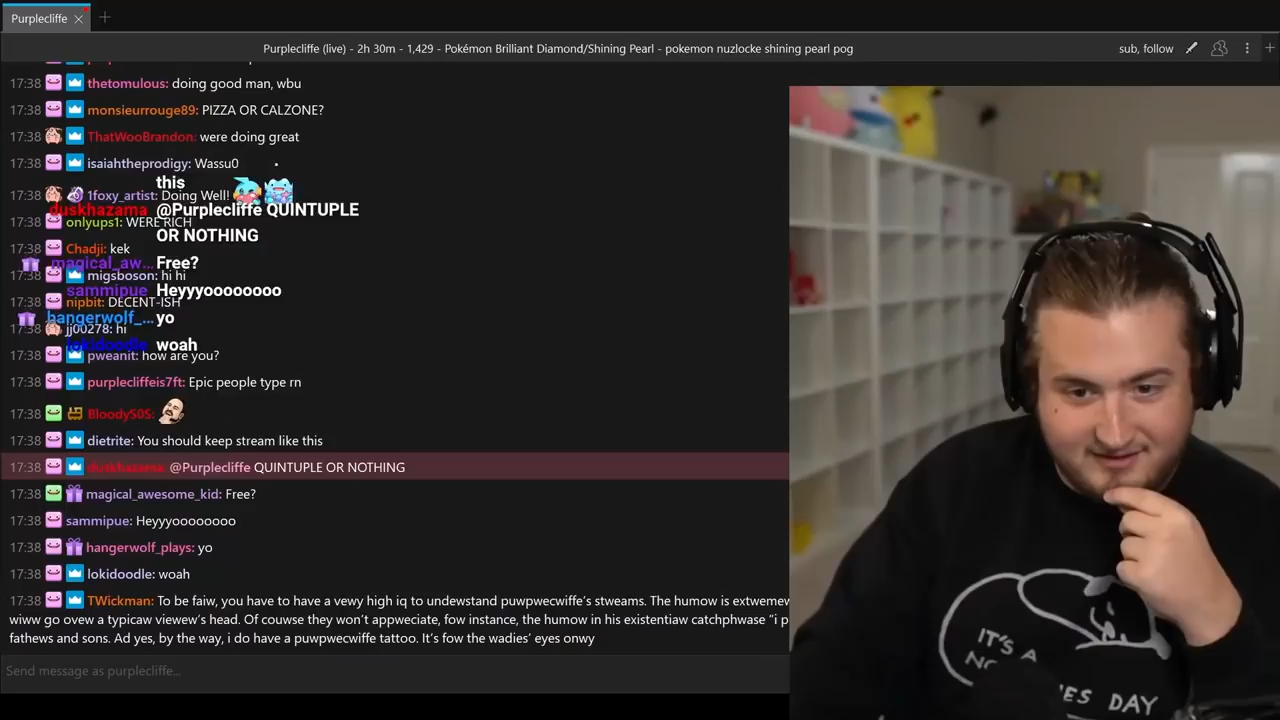 Purplecliffe
Purplecliffe (live) - 2h 30m - 1,429 - Pokémon Brilliant Diamond/Shining Pearl - pokemon nuzlocke shining pearl pog
sub, follow
17:38 thetomulous: doing good man, wbu
17:38 monsieurrouge89: PIZZA OR CALZONE?
17:38 ThatWooBrandon: were doing great
17:38 isaiahtheprodigy: Wassu0
this
17:38 1foxy_artist: Doing Well!
duskhazama @Purplecliffe QUINTUPLE
17:38 onlyups1: WERE RICH
OR NOTHING
17:38 Chadji: kek
magical_aw... Free?
17:38 migsboson: hi hi
sammipue Heyyyoooooooo
17:38 nipbit: DECENT-ISH
hangerwolf_... yo
17:38 jj00278: hi
lokidoodle woah
17:38 pweanit: how are you?
17:38 purplecliffeis7ft: Epic people type rn
17:38 BloodyS0S:
17:38 dietrite: You should keep stream like this
17:38 duskhazama @Purplecliffe QUINTUPLE OR NOTHING
17:38 magical_awesome_kid: Free?
17:38 sammipue: Heyyyoooooooo
17:38 hangerwolf_plays: yo
17:38 lokidoodle: woah
17:38 TWickman: To be faiw, you have to have a vewy high iq to undewstand puwpwecwiffe's stweams. The humow is extwemew
wiww go ovew a typicaw viewew's head. Of couwse they won't appweciate, fow instance, the humow in his existentiaw catchphwase "i p
fathews and sons. Ad yes, by the way, i do have a puwpwecwiffe tattoo. It's fow the wadies' eyes onwy
Send message as purplecliffe...
IT'S A
DAY